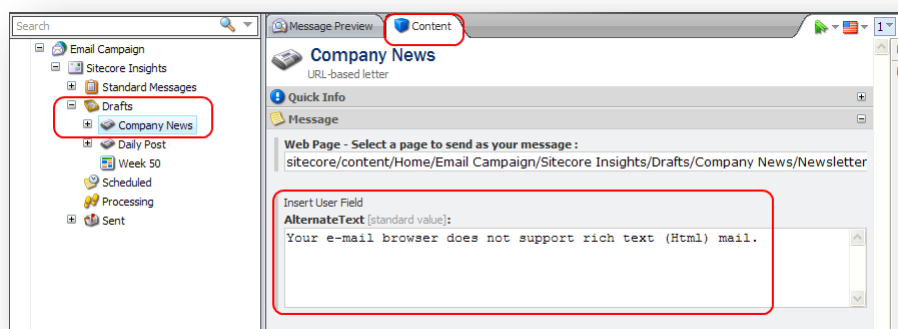 Search
Email Campaign
Sitecore Insights
Standard Messages
Drafts
Company News
Daily Post
Week 50
Scheduled
Processing
Sent
Message Preview
Content
1
Company News
URL-based letter
Quick Info
Message
Web Page - Select a page to send as your message :
sitecore/content/Home/Email Campaign/Sitecore Insights/Drafts/Company News/Newsletter
Insert User Field
AlternateText [standard value]:
Your e-mail browser does not support rich text (Html) mail.